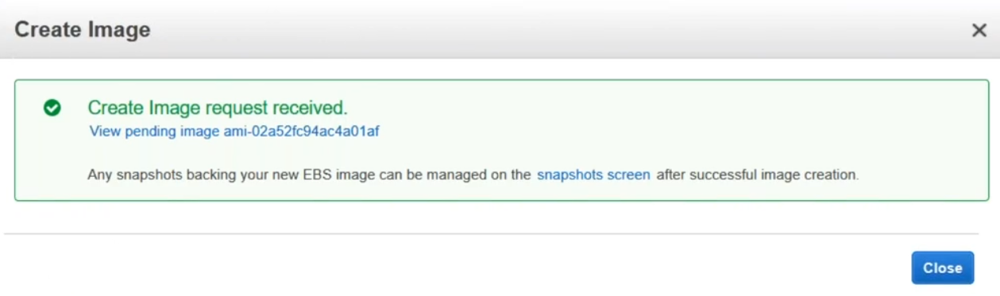 Create Image
Create Image request received.
View pending image ami-02a52fc94ac4a01af
Any snapshots backing your new EBS image can be managed on the snapshots screen after successful image creation.
Close